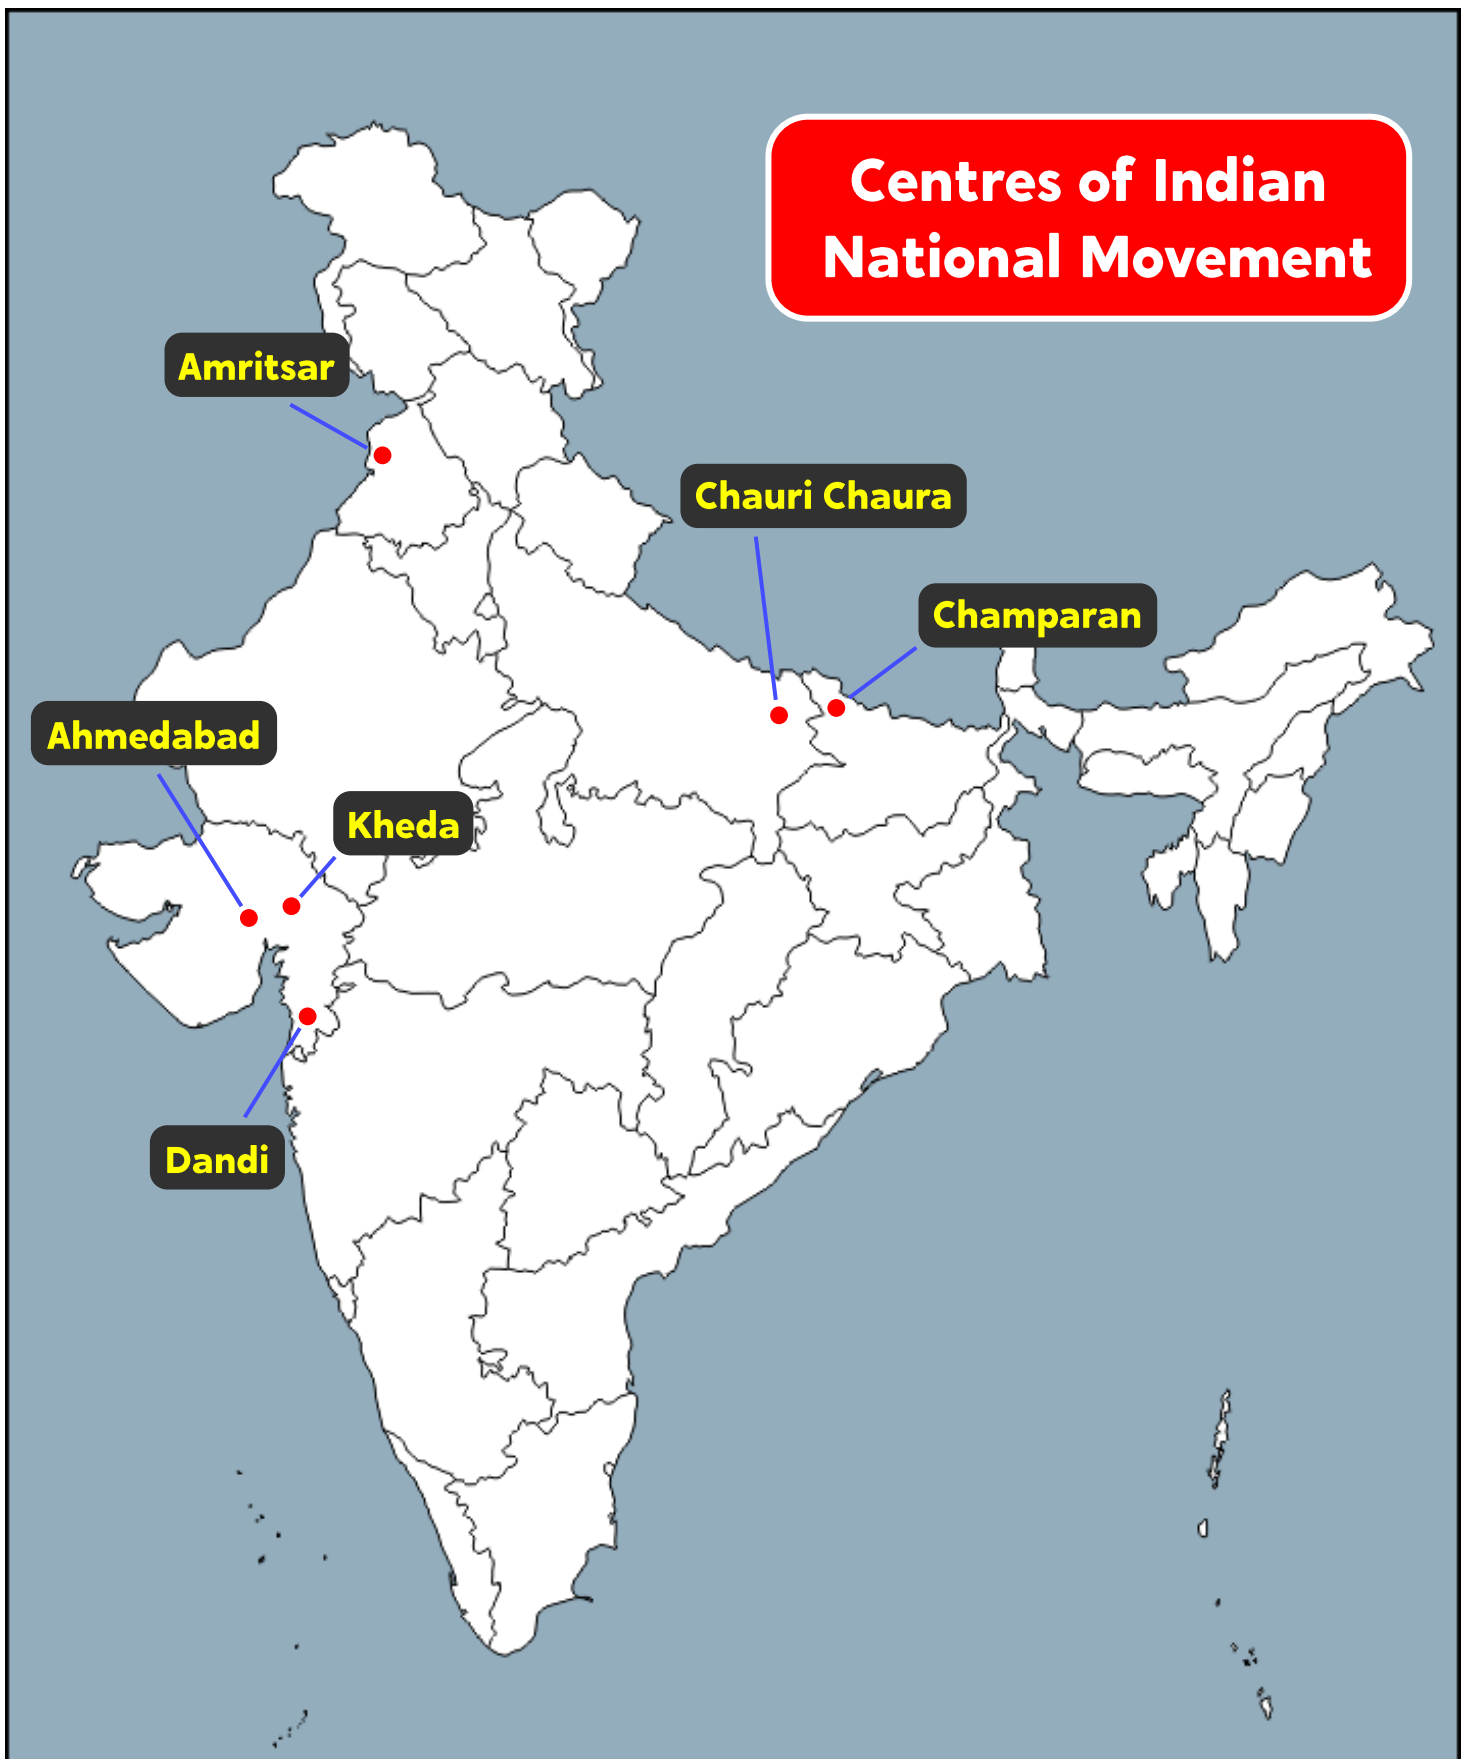 Centres of Indian
National Movement
Amritsar
Chauri Chaura
Champaran
Ahmedabad
Kheda
Dandi